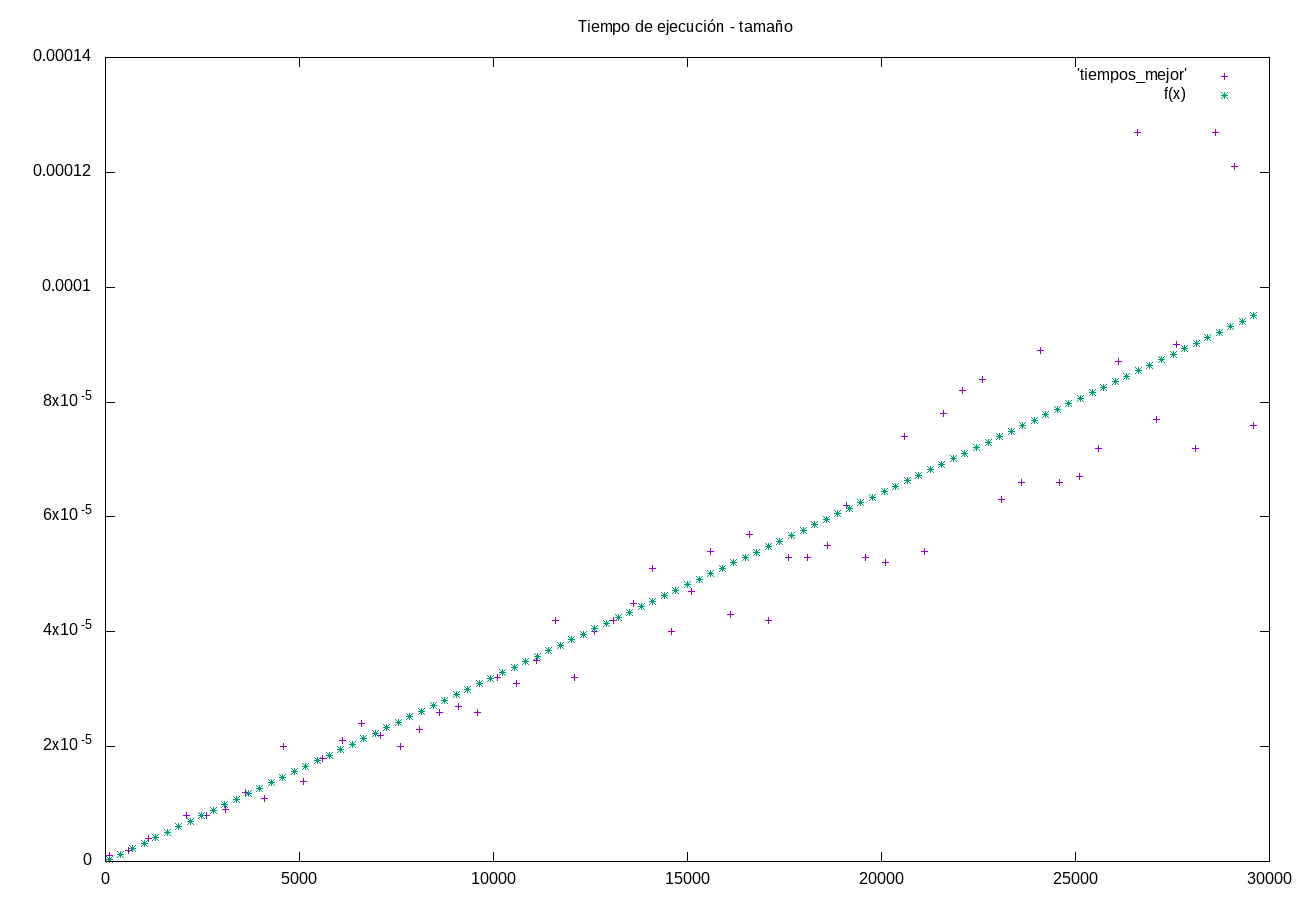 Tiempo de ejecución - tamaño
0.00014
'tiempos_mejor'
f(x)
0.00012
0.0001
8x10-5
6x10-5
4x10-5
2x10-5
0
0 5000 10000 15000 20000 25000 30000